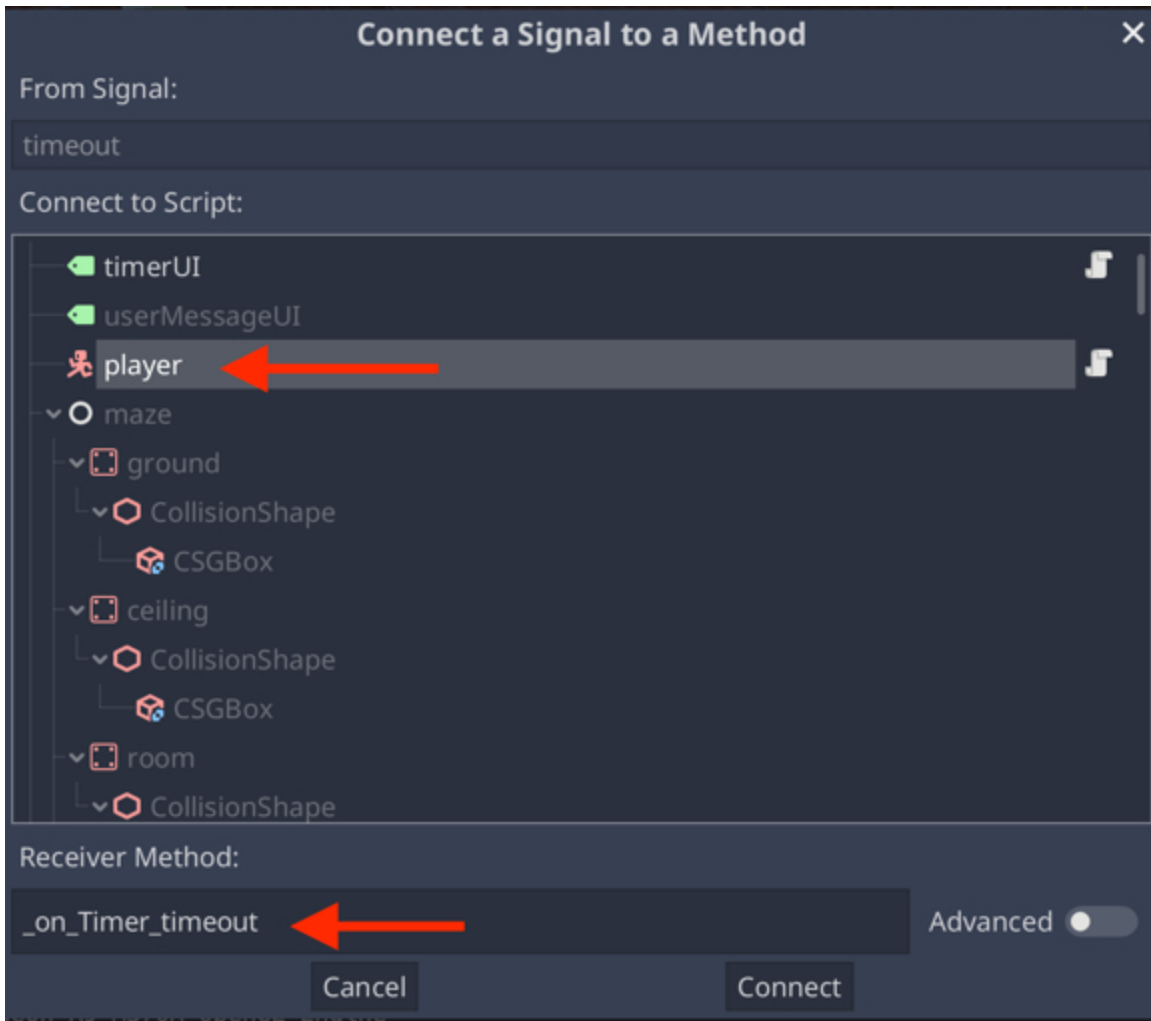 Connect a Signal to a Method
From Signal:
timeout
Connect to Script:
timerUI
userMessageUI
player
maze
ground
CollisionShape
CSGBox
ceiling
CollisionShape
CSGBox
room
CollisionShape
Receiver Method:
_on_Timer_timeout
Advanced
Cancel Connect